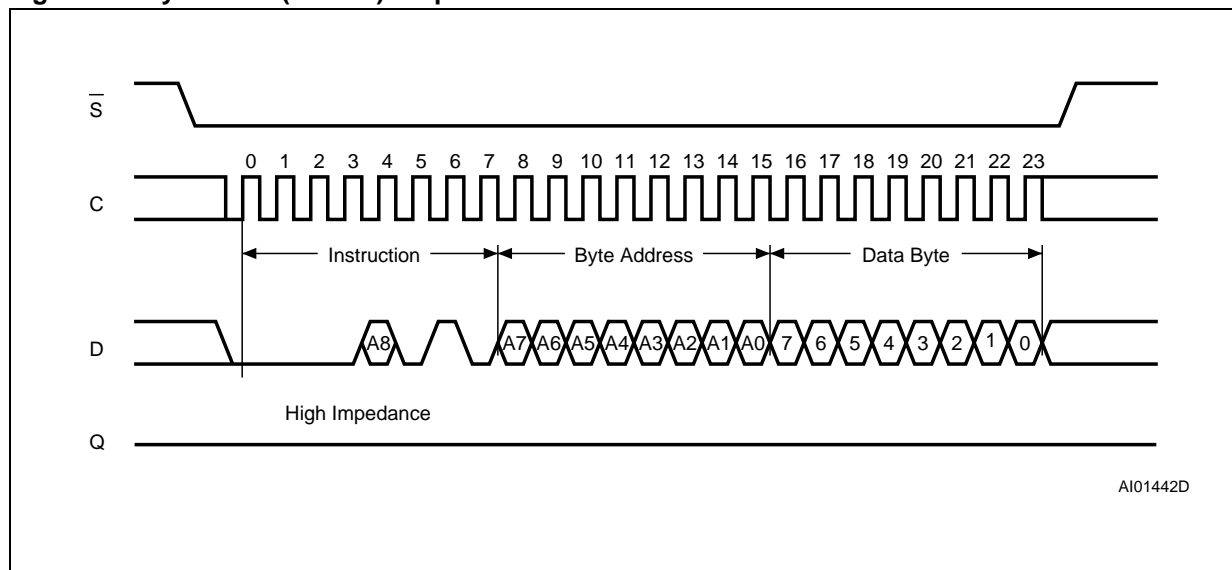 S
0 1 2 3 4 5 6 7 8 9 10 11 12 13 14 15 16 17 18 19 20 21 22 23
C
Instruction Byte Address Data Byte
D
A8 A7 A6 A5 A4 A3 A2 A1 A0 7 6 5 4 3 2 1 0
High Impedance
Q
AI01442D